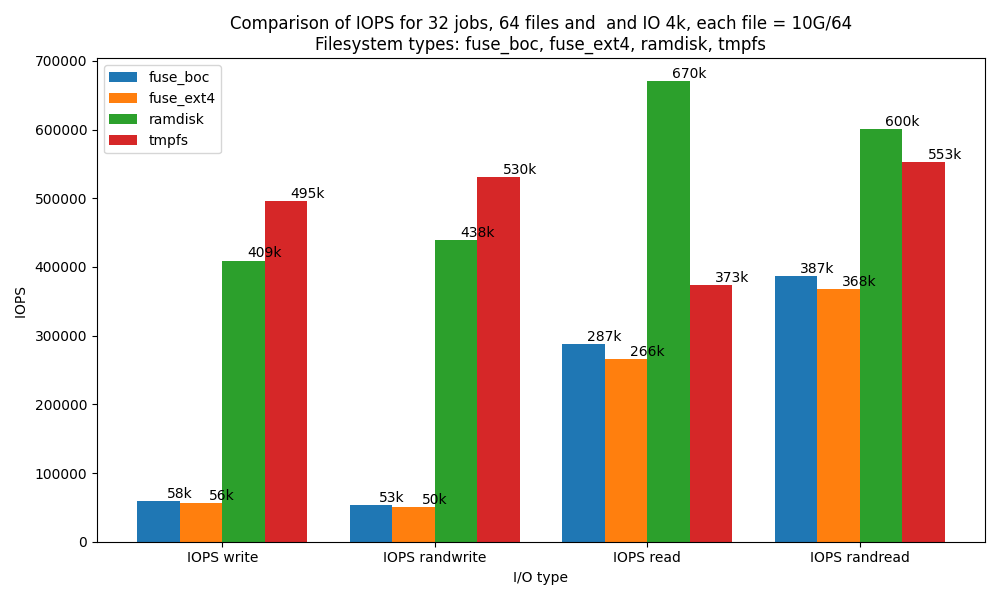 Comparison of IOPS for 32 jobs, 64 files and  and IO 4k, each file = 10G/64
Filesystem types: fuse_boc, fuse_ext4, ramdisk, tmpfs
fuse_boc
fuse_ext4
ramdisk
tmpfs
IOPS
700000
600000
500000
400000
300000
200000
100000
0
58k
56k
409k
495k
53k
50k
438k
530k
287k
266k
670k
373k
387k
368k
600k
553k
IOPS write
IOPS randwrite
IOPS read
IOPS randread
I/O type